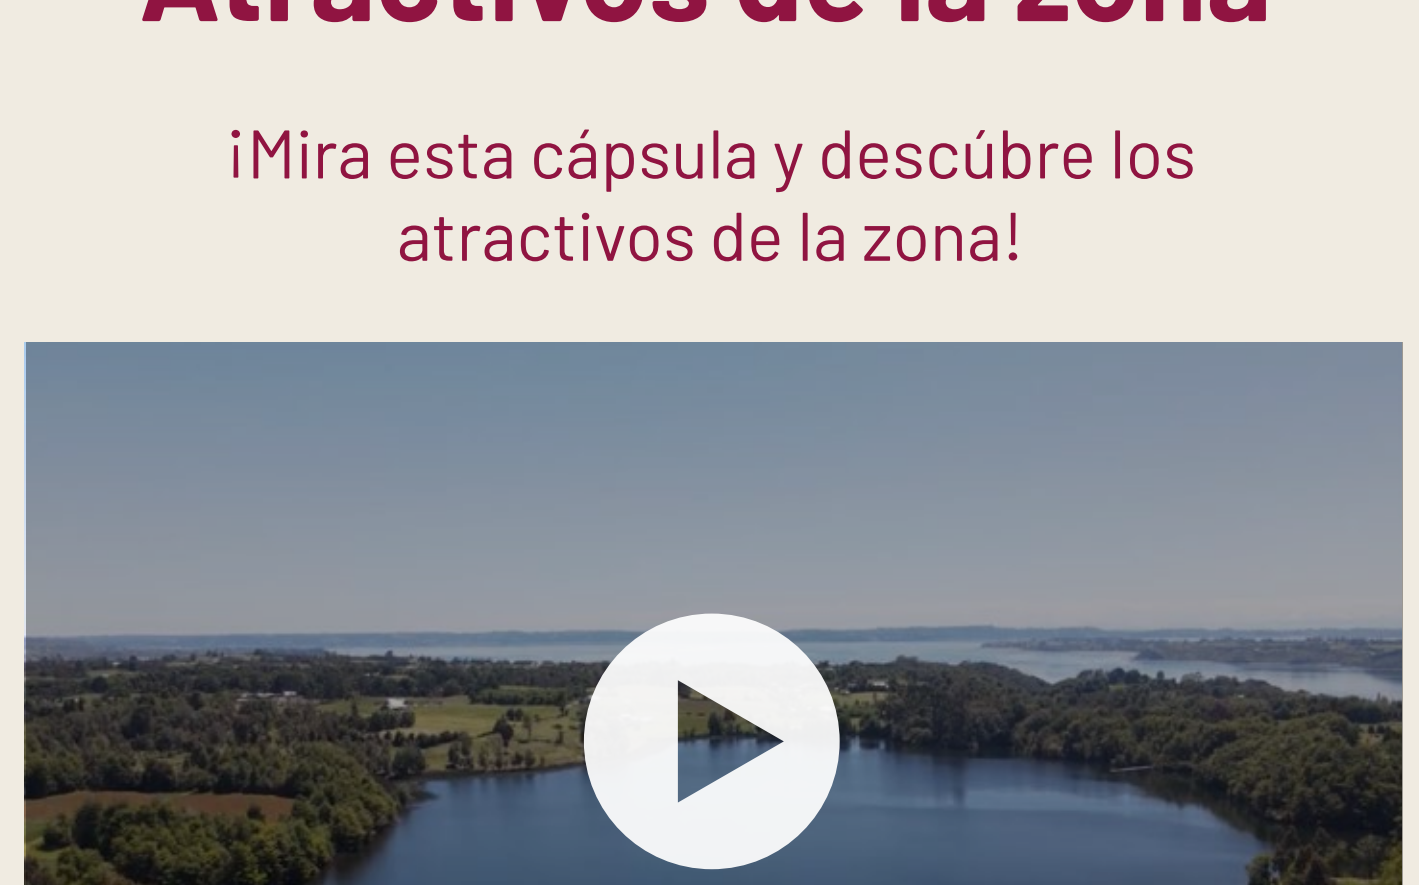 Atractivos de la zona
¡Mira esta cápsula y descúbre los
atractivos de la zona!